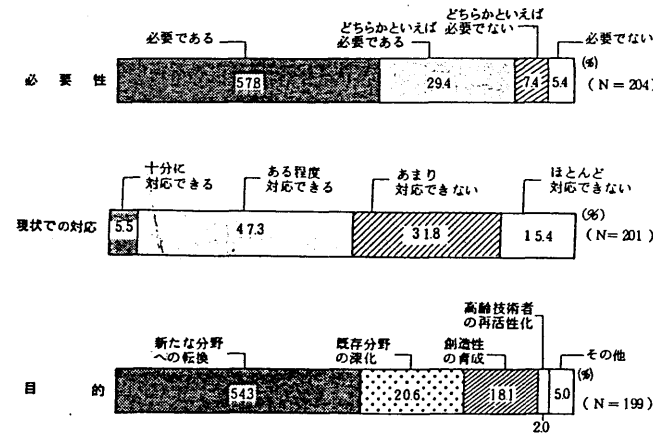 必要である
どちらかといえば
必要である
どちらかといえば
必要でない
必要でない
必要性
578
29.4
7.4
5.4
(%)
(N=204)
十分に
対応できる
ある程度
対応できる
あまり
対応できない
ほとんど
対応できない
現状での対応
5.5
47.3
31.8
15.4
(%)
(N=201)
新たな分野
への転換
既存分野
の深化
創造性
の育成
高齢技術者
の再活性化
その他
目的
54.3
20.6
181
2.0
5.0
(%)
(N=199)